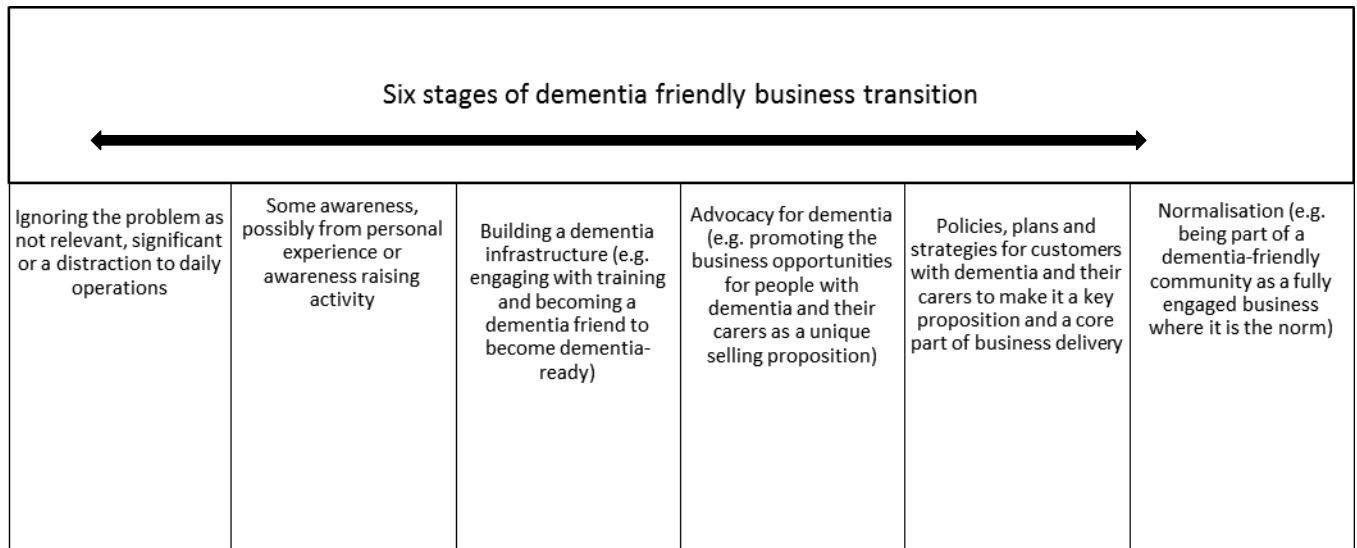 Six stages of dementia friendly business transition
Ignoring the problem as
not relevant, significant
or a distraction to daily
operations
Some awareness,
possibly from personal
experience or
awareness raising
activity
Building a dementia
infrastructure (e.g.
engaging with training
and becoming a
dementia friend to
become dementia-
ready)
Advocacy for dementia
(e.g. promoting the
business opportunities
for people with
dementia and their
carers as a unique
selling proposition)
Policies, plans and
strategies for customers
with dementia and their
carers to make it a key
proposition and a core
part of business delivery
Normalisation (e.g.
being part of a
dementia-friendly
community as a fully
engaged business
where it is the norm)